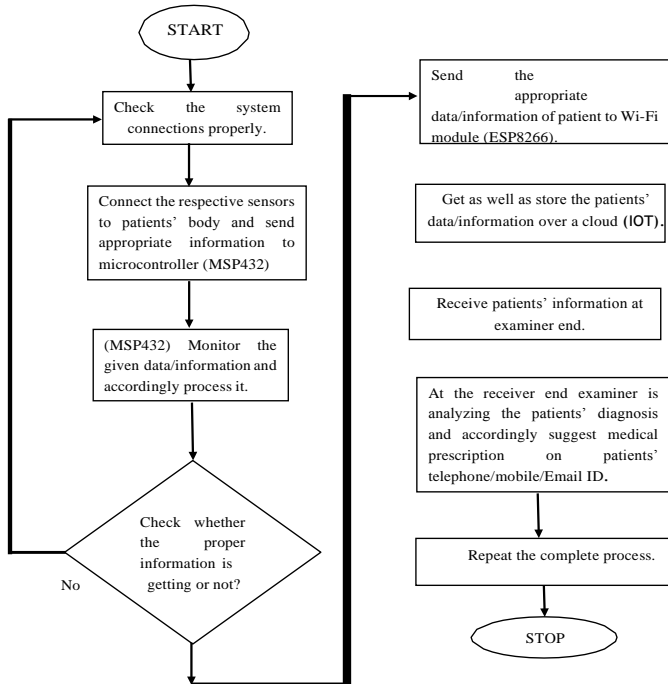 START
Check the system
connections properly.
Connect the respective sensors
to patients’ body and send
appropriate information to
microcontroller (MSP432)
(MSP432) Monitor the
given data/information and
accordingly process it.
Check whether
the proper
information is
getting or not?
No
Send the
appropriate
data/information of patient to Wi-Fi
module (ESP8266).
Get as well as store the patients’
data/information over a cloud (IOT).
Receive patients’ information at
examiner end.
At the receiver end examiner is
analyzing the patients’ diagnosis
and accordingly suggest medical
prescription on patients’
telephone/mobile/Email ID.
Repeat the complete process.
STOP